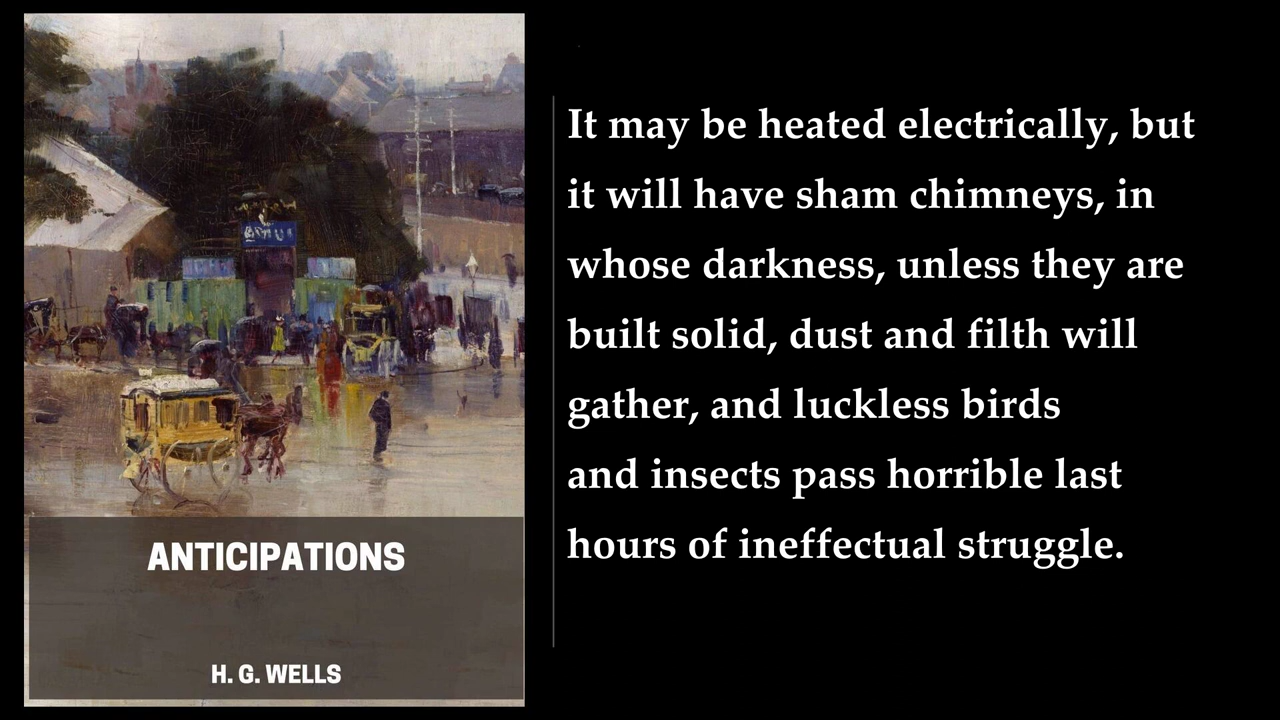 ANTICIPATIONS
H. G. WELLS
It may be heated electrically, but
it will have sham chimneys, in
whose darkness, unless they are
built solid, dust and filth will
gather, and luckless birds
and insects pass horrible last
hours of ineffectual struggle.